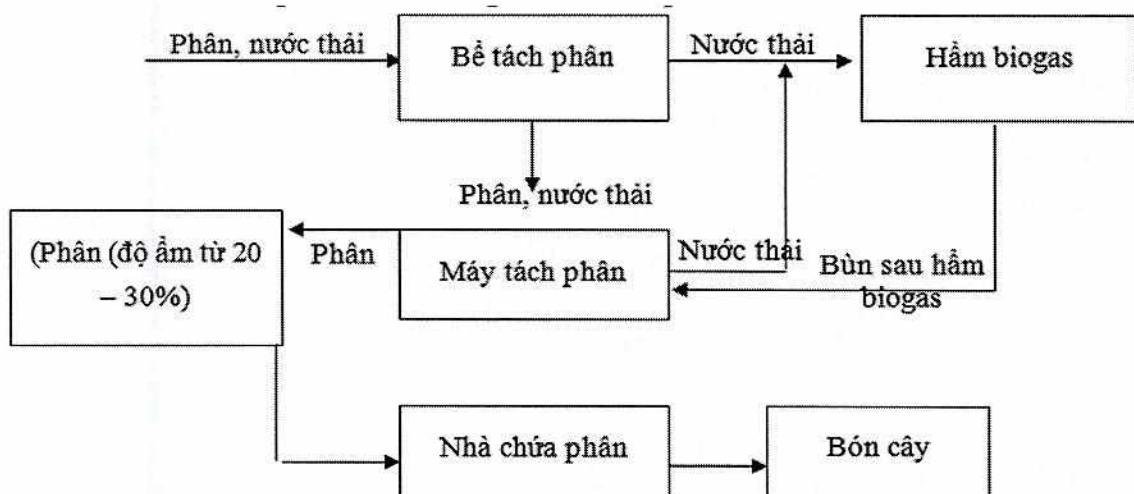 Phân, nước thải
Bể tách phân
Nước thải
Hầm biogas
Phân, nước thải
(Phân (độ ẩm từ 20
– 30%)
Phân
Máy tách phân
Nước thải
Bùn sau hầm
biogas
Nhà chứa phân
Bón cây